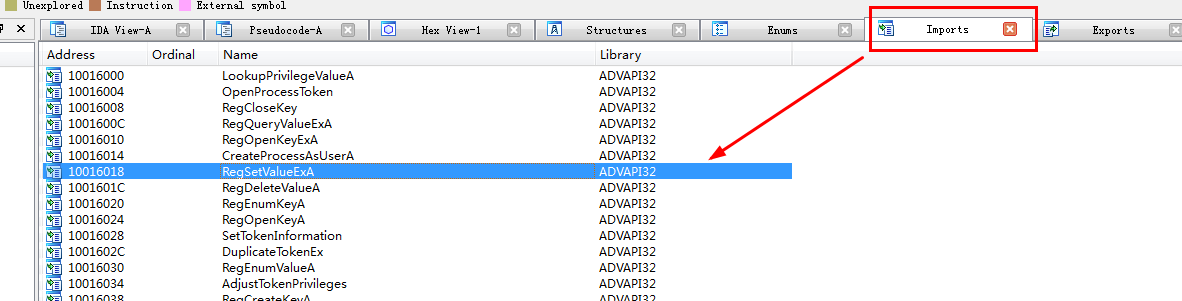 Unexplored Instruction External symbol
IDA View-A Pseudocode-A Hex View-1 Structures Enums Imports Exports
Address Ordinal Name Library
10016000 LookupPrivilegeValueA ADVAPI32
10016004 OpenProcessToken ADVAPI32
10016008 RegCloseKey ADVAPI32
1001600C RegQueryValueExA ADVAPI32
10016010 RegOpenKeyExA ADVAPI32
10016014 CreateProcessAsUserA ADVAPI32
10016018 RegSetValueExA ADVAPI32
1001601C RegDeleteValueA ADVAPI32
10016020 RegEnumKeyA ADVAPI32
10016024 RegOpenKeyA ADVAPI32
10016028 SetTokenInformation ADVAPI32
1001602C DuplicateTokenEx ADVAPI32
10016030 RegEnumValueA ADVAPI32
10016034 AdjustTokenPrivileges ADVAPI32
10016038 RegCreateKeyA ADVAPI32